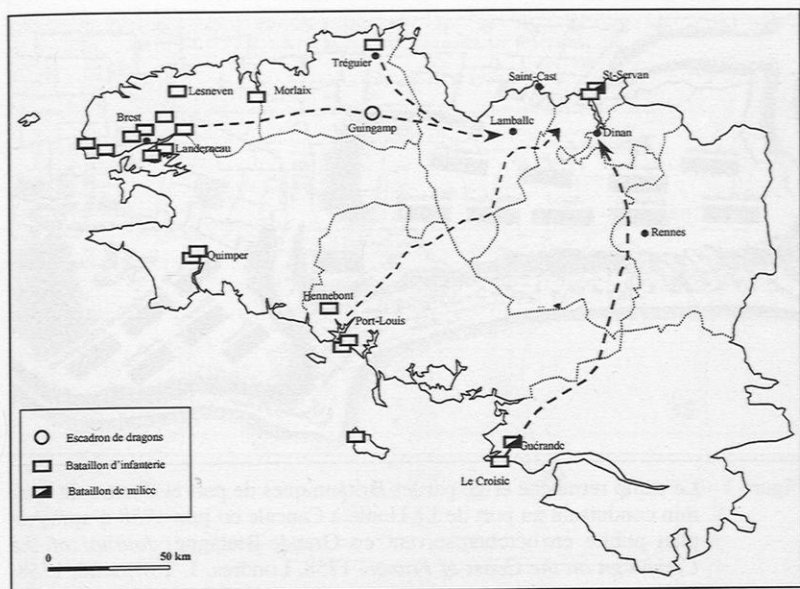 Tréguier
Saint-Cast
St-Servan
Lesneven
Morlaix
Brest
Guingamp
Lamballe
Dinan
Landerneau
Rennes
Quimper
Hennebont
Port-Louis
Guérande
Le Croisic
Escadron de dragons
Bataillon d'infanterie
Bataillon de milice
0 50 km